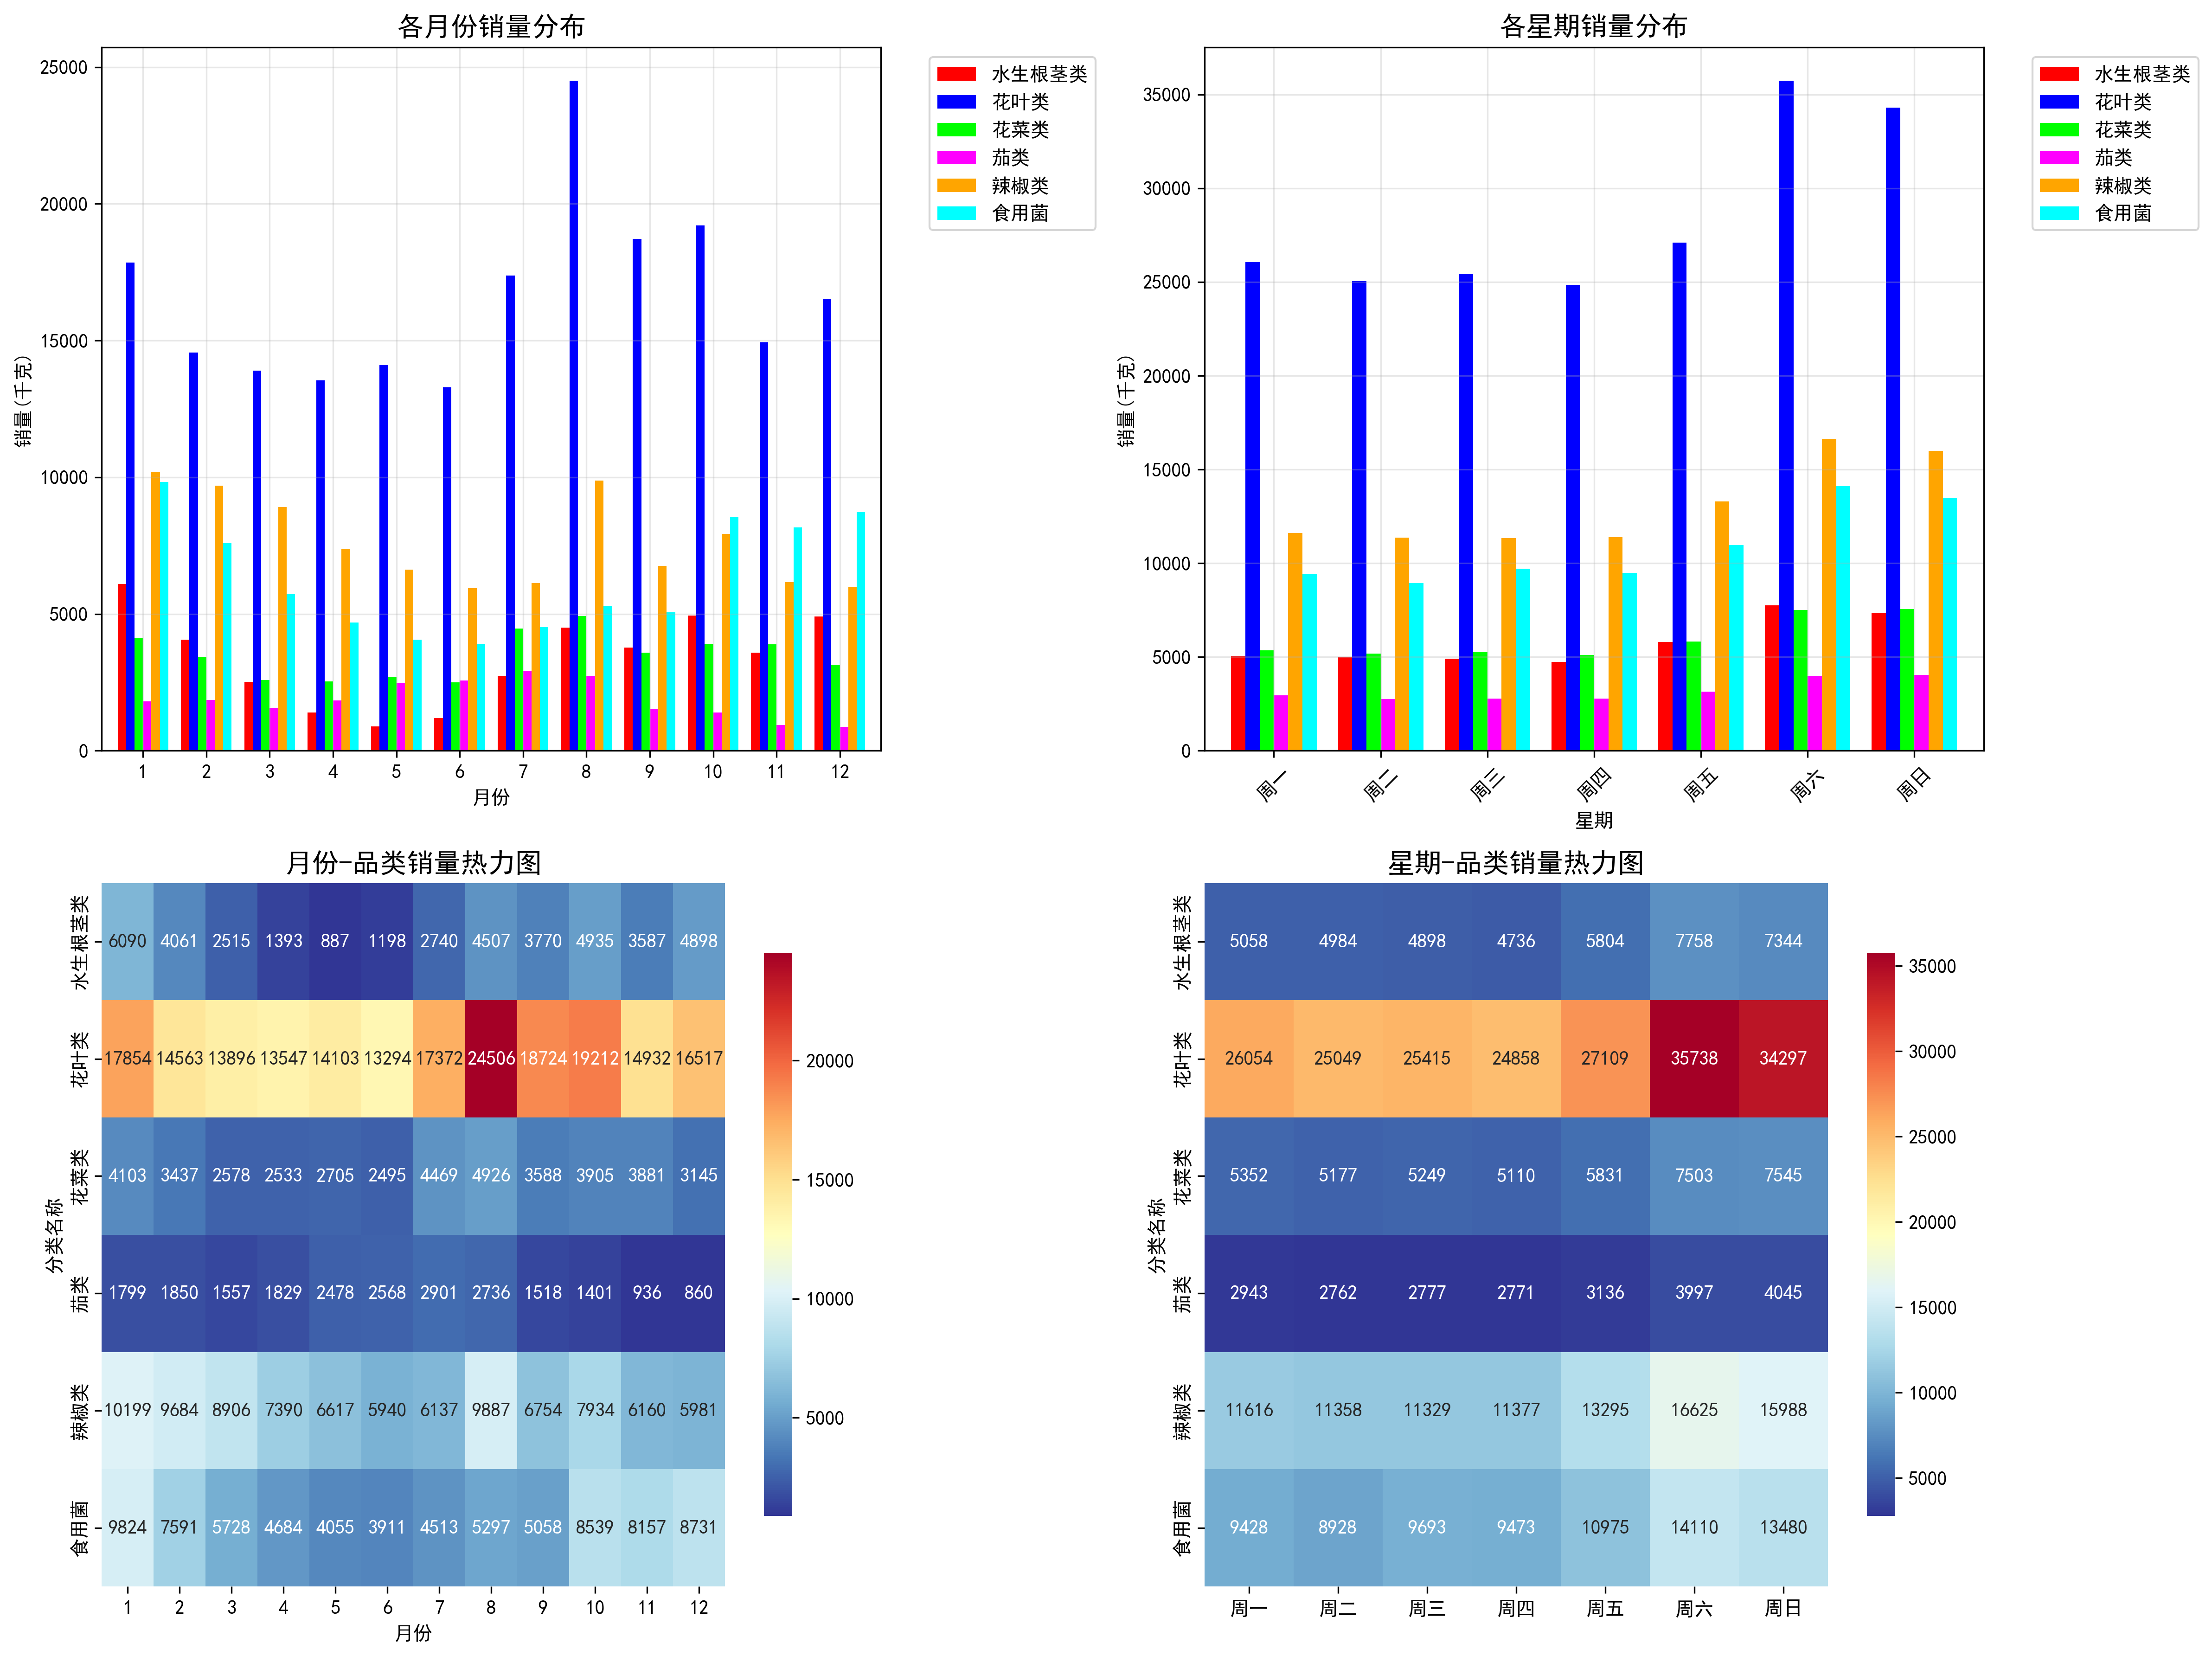 各月份销量分布
25000
20000
15000
10000
5000
0
销量(千克)
1 2 3 4 5 6 7 8 9 10 11 12
月份
水生根茎类
花叶类
花菜类
茄类
辣椒类
食用菌
各星期销量分布
35000
30000
25000
20000
15000
10000
5000
0
销量(千克)
周一 周二 周三 周四 周五 周六 周日
星期
水生根茎类
花叶类
花菜类
茄类
辣椒类
食用菌
月份-品类销量热力图
分类名称
水生根茎类 6090 4061 2515 1393 887 1198 2740 4507 3770 4935 3587 4898
花叶类 17854 14563 13896 13547 14103 13294 17372 24506 18724 19212 14932 16517
花菜类 4103 3437 2578 2533 2705 2495 4469 4926 3588 3905 3881 3145
茄类 1799 1850 1557 1829 2478 2568 2901 2736 1518 1401 936 860
辣椒类 10199 9684 8906 7390 6617 5940 6137 9887 6754 7934 6160 5981
食用菌 9824 7591 5728 4684 4055 3911 4513 5297 5058 8539 8157 8731
1 2 3 4 5 6 7 8 9 10 11 12
月份
20000
15000
10000
5000
星期-品类销量热力图
分类名称
水生根茎类 5058 4984 4898 4736 5804 7758 7344
花叶类 26054 25049 25415 24858 27109 35738 34297
花菜类 5352 5177 5249 5110 5831 7503 7545
茄类 2943 2762 2777 2771 3136 3997 4045
辣椒类 11616 11358 11329 11377 13295 16625 15988
食用菌 9428 8928 9693 9473 10975 14110 13480
周一 周二 周三 周四 周五 周六 周日
35000
30000
25000
20000
15000
10000
5000